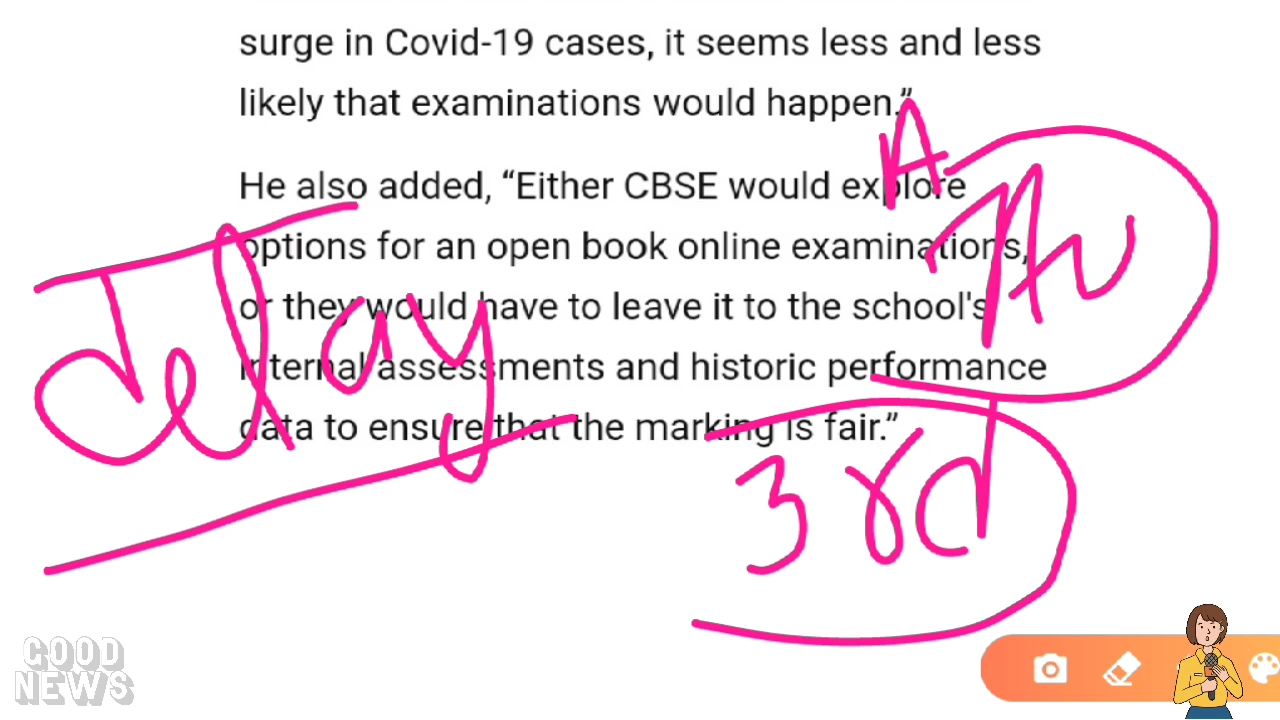 surge in Covid-19 cases, it seems less and less
likely that examinations would happen.”
He also added, “Either CBSE would explore
options for an open book online examinations,
or they would have to leave it to the school's
internal assessments and historic performance
data to ensure that the marking is fair.”
delay
3rd
GOOD
NEWS